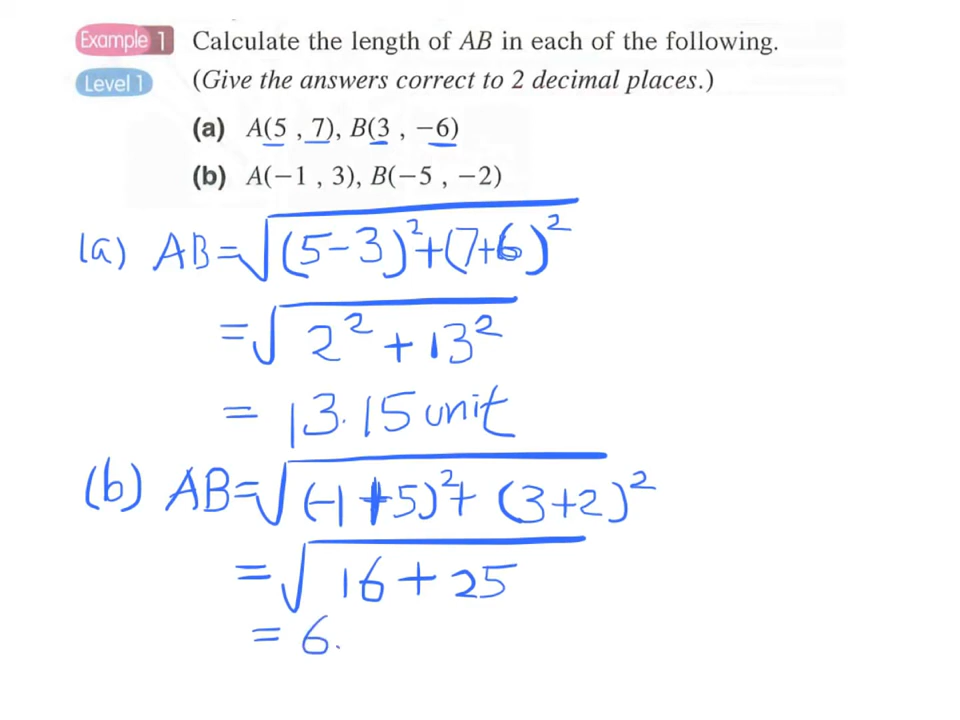 Example 1 Calculate the length of AB in each of the following.
Level 1 (Give the answers correct to 2 decimal places.)
(a) A(5 , 7), B(3 , −6)
(b) A(−1 , 3), B(−5 , −2)
(a) AB=√(5−3)²+(7+6)²
=√2²+13²
= 13.15 unit
(b) AB=√(−1+5)²+(3+2)²
=√16+25
= 6.